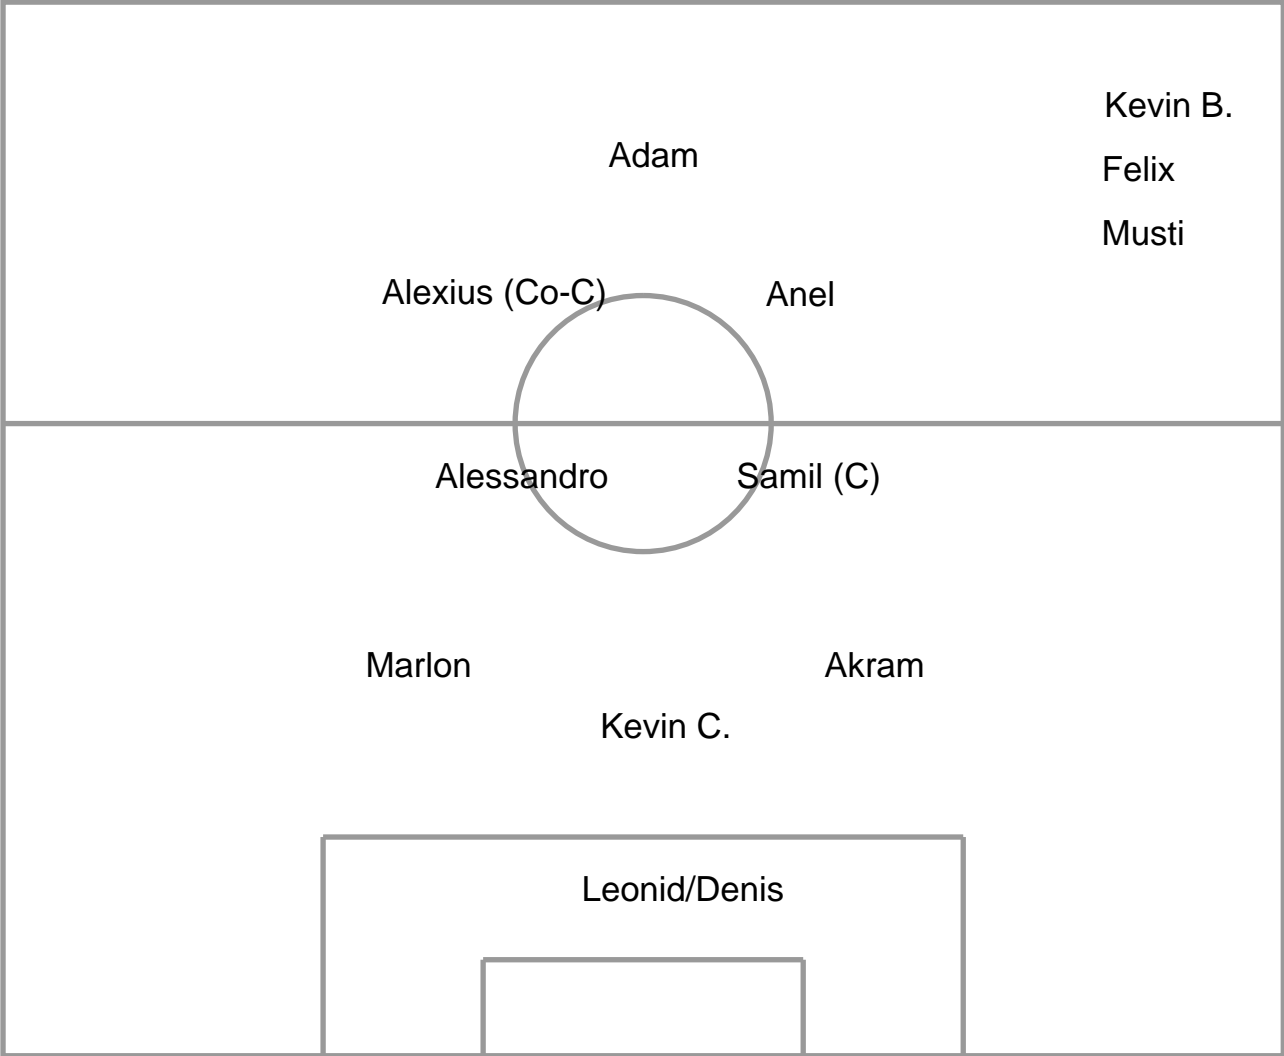 Kevin B.
Adam
Felix
Musti
Alexius (Co-C)
Anel
Alessandro
Samil (C)
Marlon
Akram
Kevin C.
Leonid/Denis